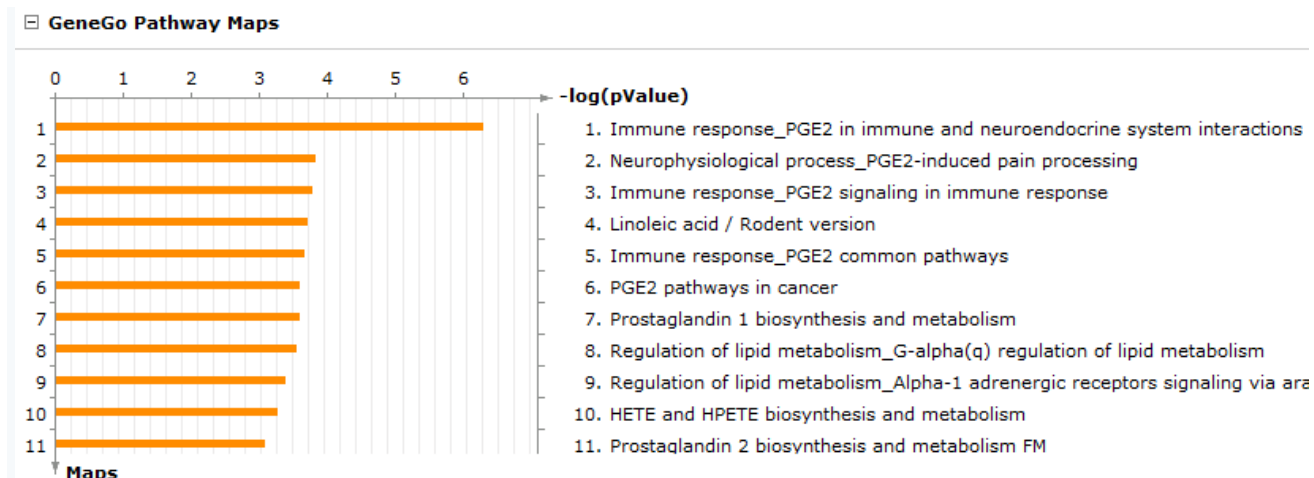 GeneGo Pathway Maps
0 1 2 3 4 5 6
-log(pValue)
1 1. Immune response_PGE2 in immune and neuroendocrine system interactions
2 2. Neurophysiological process_PGE2-induced pain processing
3 3. Immune response_PGE2 signaling in immune response
4 4. Linoleic acid / Rodent version
5 5. Immune response_PGE2 common pathways
6 6. PGE2 pathways in cancer
7 7. Prostaglandin 1 biosynthesis and metabolism
8 8. Regulation of lipid metabolism_G-alpha(q) regulation of lipid metabolism
9 9. Regulation of lipid metabolism_Alpha-1 adrenergic receptors signaling via ara
10 10. HETE and HPETE biosynthesis and metabolism
11 11. Prostaglandin 2 biosynthesis and metabolism FM
Maps